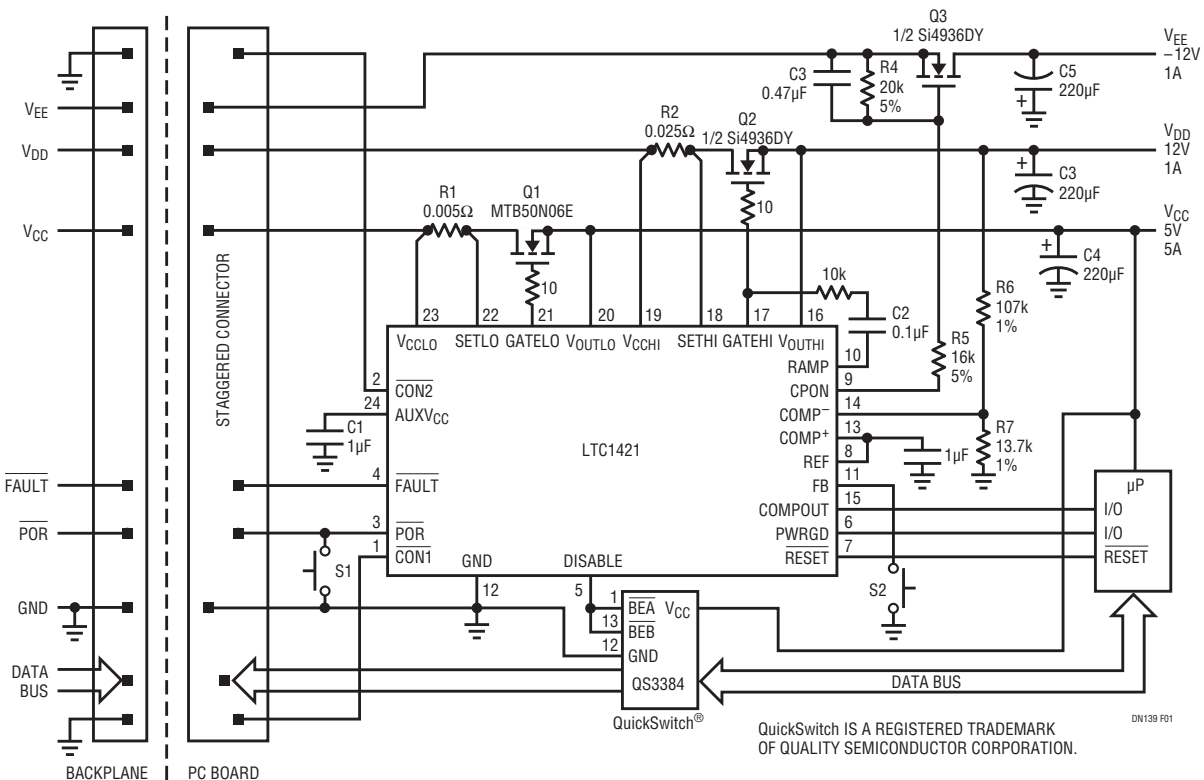 Q3
1/2 Si4936DY
VEE
–12V
1A
C3
0.47µF
R4
20k
5%
C5
220µF
+
VEE
R2
0.025Ω
Q2
1/2 Si4936DY
VDD
12V
1A
VDD
+
C3
220µF
R1
0.005Ω
Q1
MTB50N06E
10
VCC
5V
5A
VCC
+
C4
220µF
STAGGERED CONNECTOR
10
10k
C2
0.1µF
R6
107k
1%
23
22
21
20
19
18
17
16
VCCLO
SETLO
GATELO
VOUTLO
VCCHI
SETHI
GATEHI
VOUTHI
R5
16k
5%
10
RAMP
2
CON2
9
CPON
24
AUXVCC
14
COMP–
C1
1µF
13
COMP+
R7
13.7k
1%
LTC1421
8
REF
1µF
FAULT
4
FAULT
11
FB
µP
15
COMPOUT
I/O
POR
3
POR
6
PWRGD
I/O
1
CON1
7
RESET
RESET
GND
DISABLE
S1
12
5
S2
GND
1
BEA
VCC
13
BEB
12
GND
DATA
BUS
QS3384
DATA BUS
QuickSwitch®
QuickSwitch IS A REGISTERED TRADEMARK
OF QUALITY SEMICONDUCTOR CORPORATION.
DN139 F01
BACKPLANE
PC BOARD